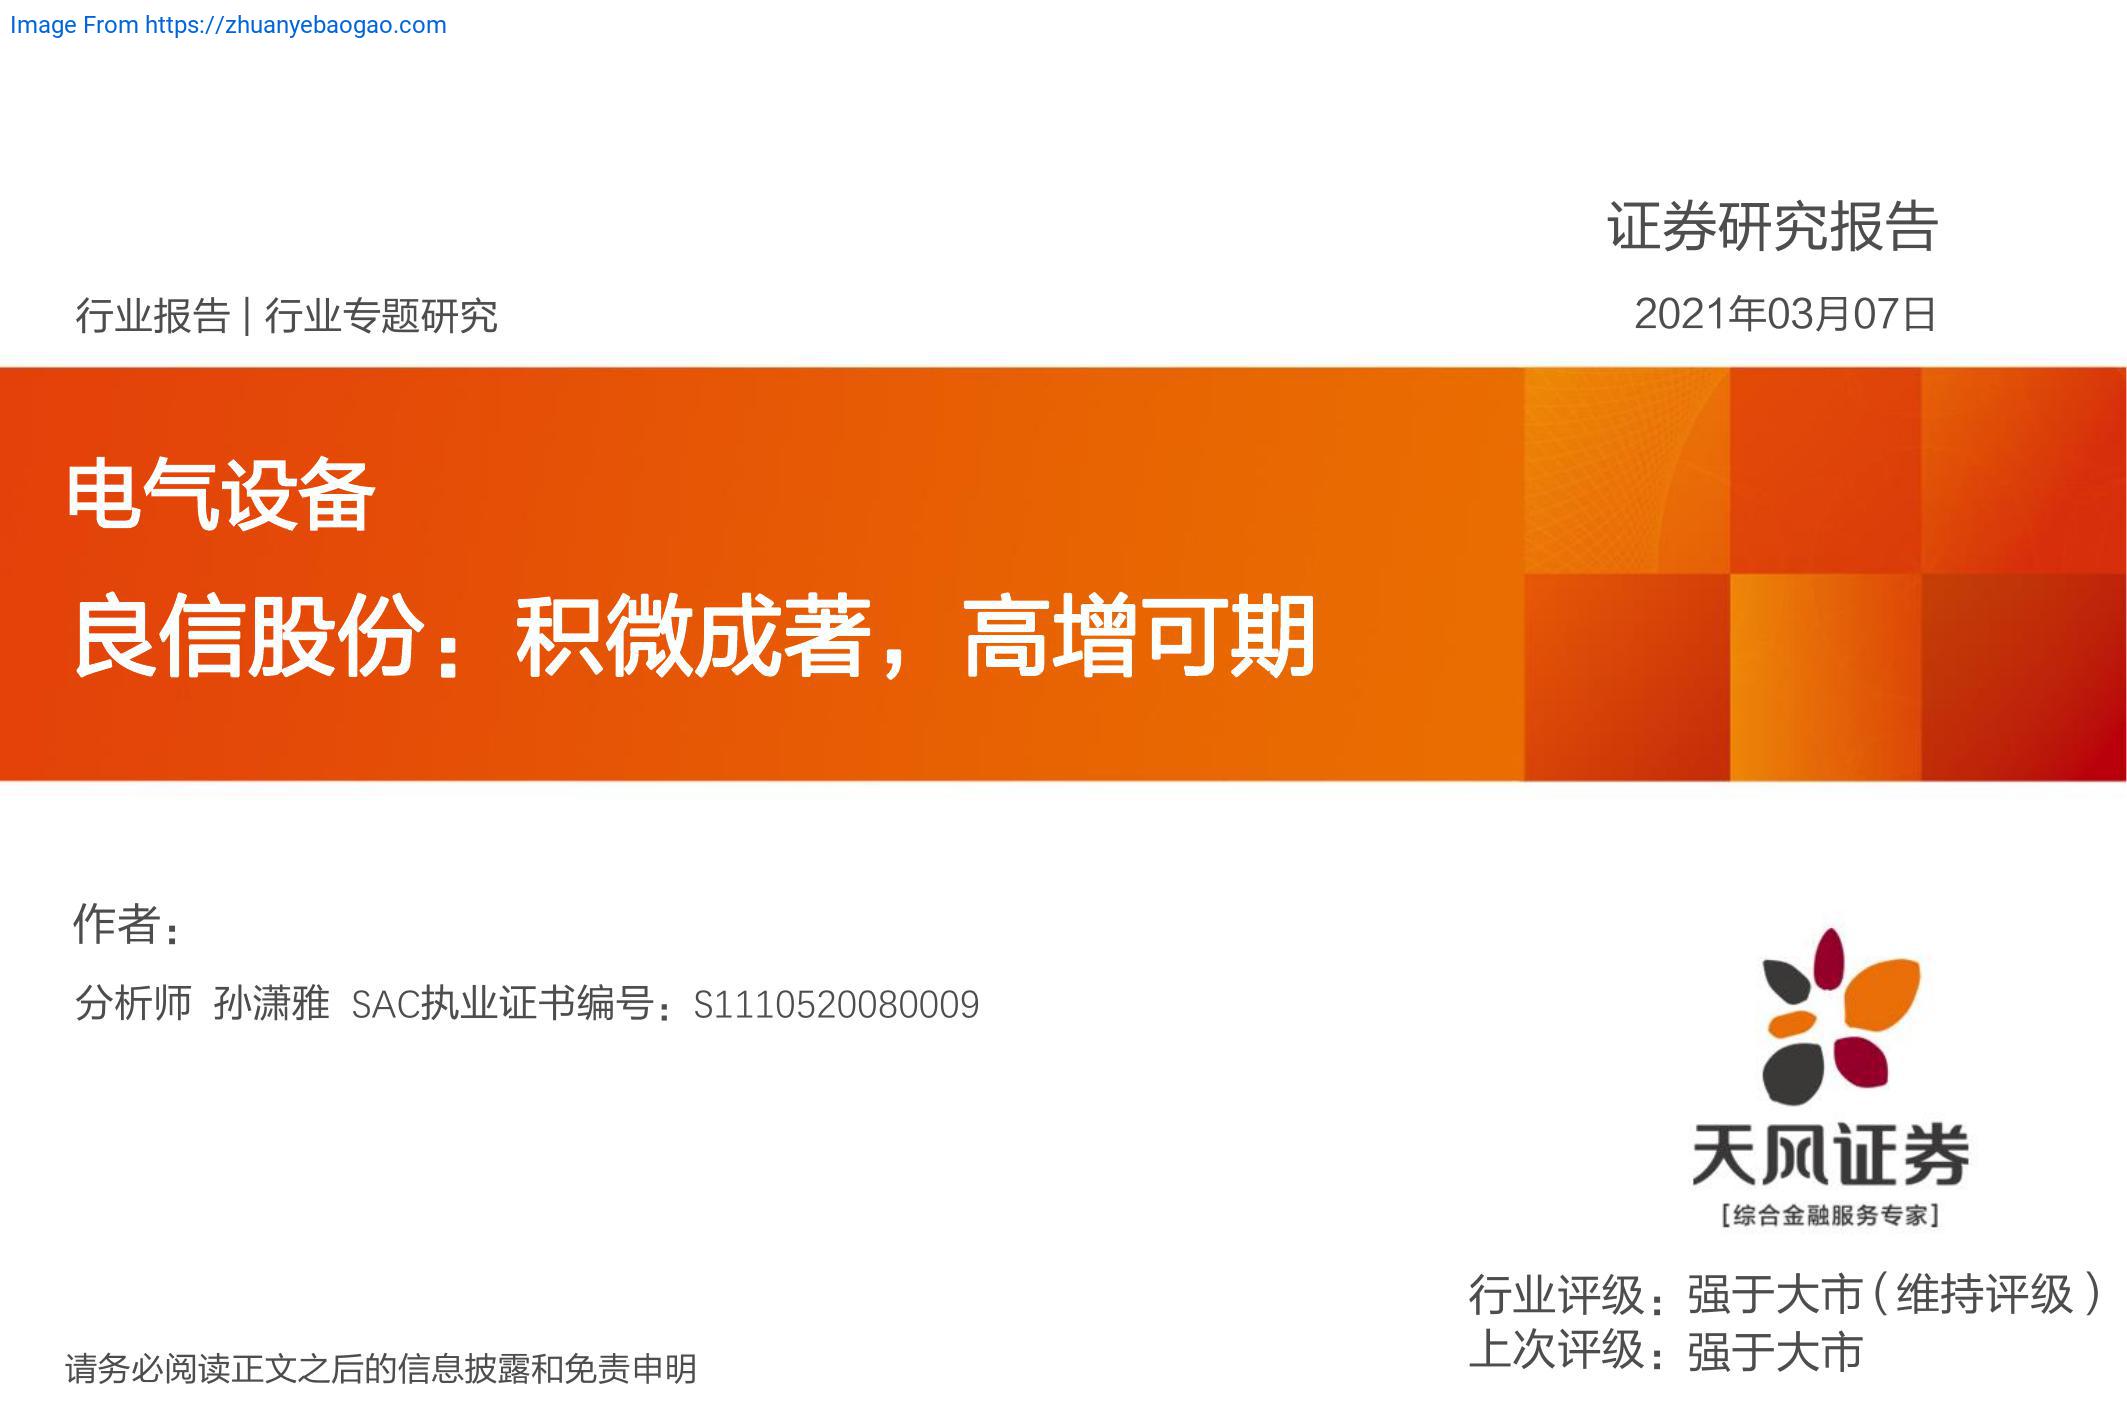 Image From https://zhuanyebaogao.com
证券研究报告
行业报告 | 行业专题研究
2021年03月07日
电气设备
良信股份：积微成著，高增可期
作者：
分析师 孙潇雅 SAC执业证书编号：S1110520080009
天风证券
[综合金融服务专家]
行业评级：强于大市（维持评级）
上次评级：强于大市
请务必阅读正文之后的信息披露和免责申明